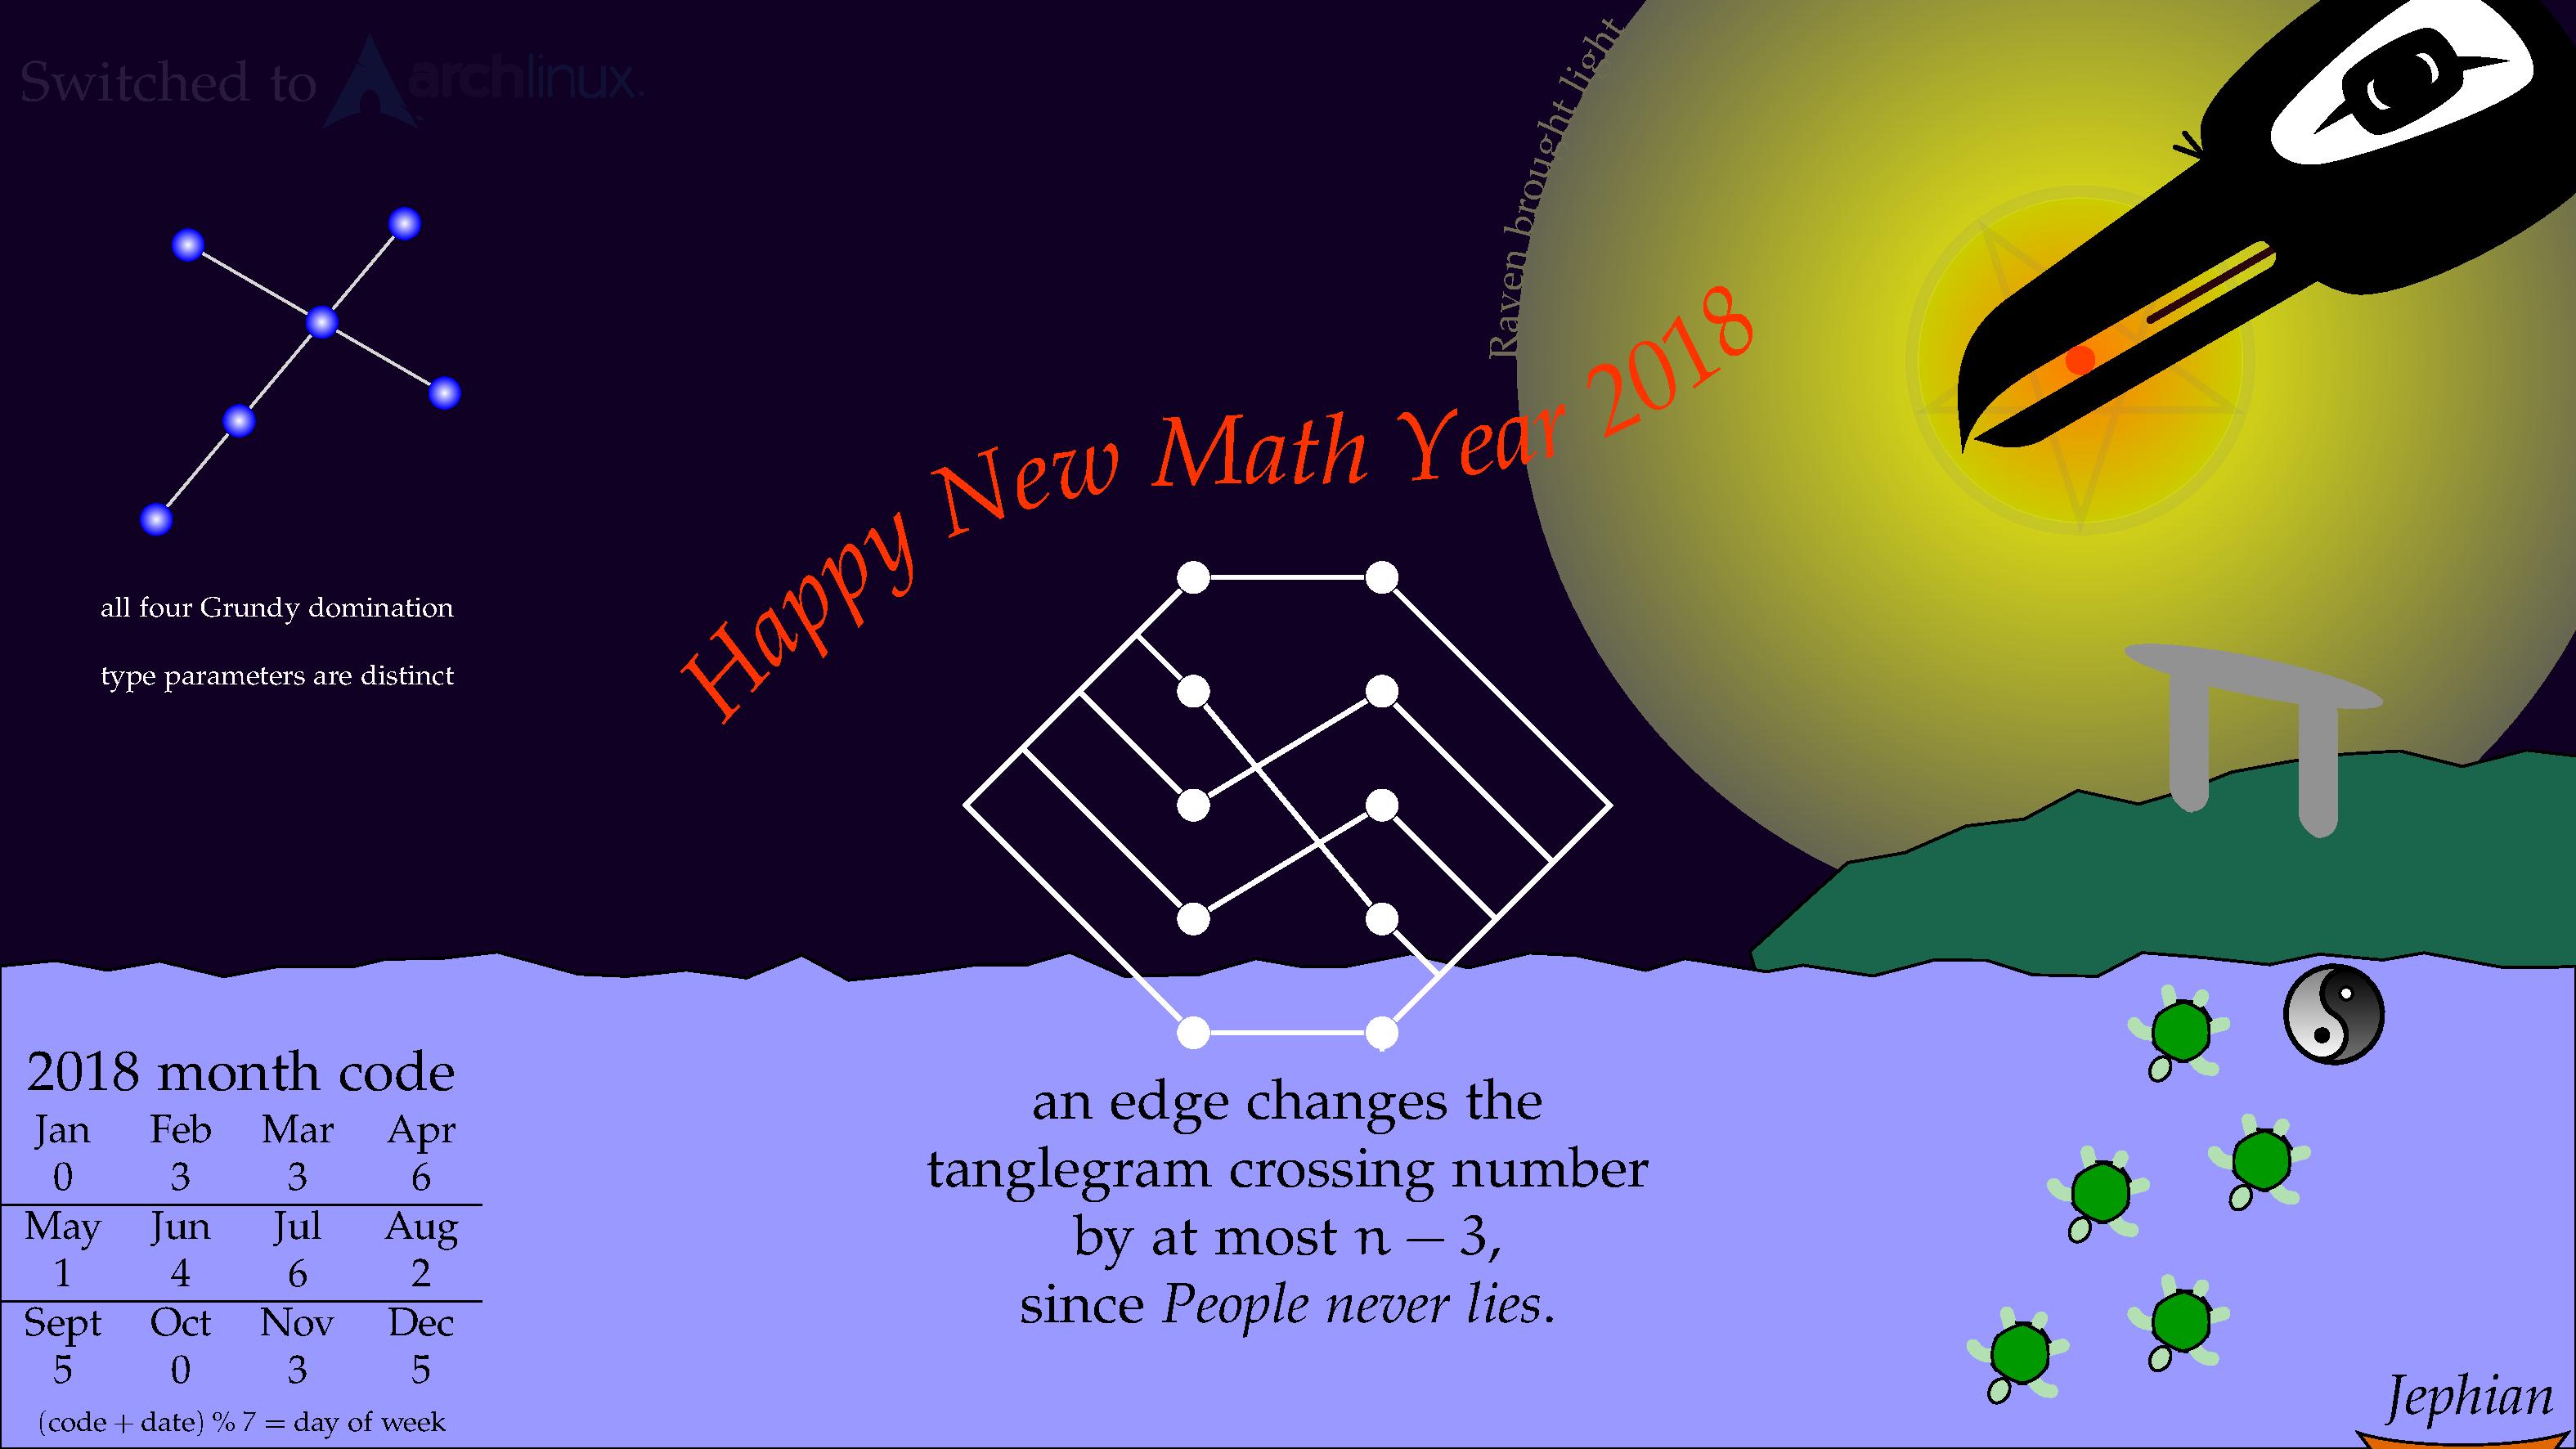 Switched to archlinux.
Raven brought light
Happy New Math Year 2018
all four Grundy domination
type parameters are distinct
2018 month code
Jan Feb Mar Apr
0 3 3 6
May Jun Jul Aug
1 4 6 2
Sept Oct Nov Dec
5 0 3 5
(code + date) % 7 = day of week
an edge changes the
tanglegram crossing number
by at most n − 3,
since People never lies.
Jephian